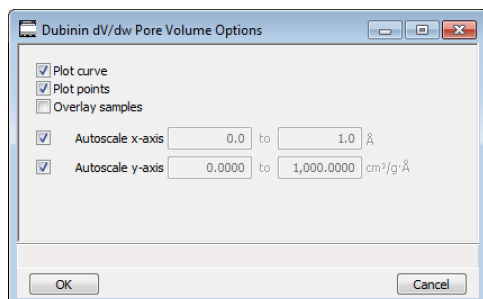 Dubinin dV/dw Pore Volume Options
Plot curve
Plot points
Overlay samples
Autoscale x-axis 0.0 to 1.0 Å
Autoscale y-axis 0.0000 to 1,000.0000 cm³/g·Å
OK Cancel